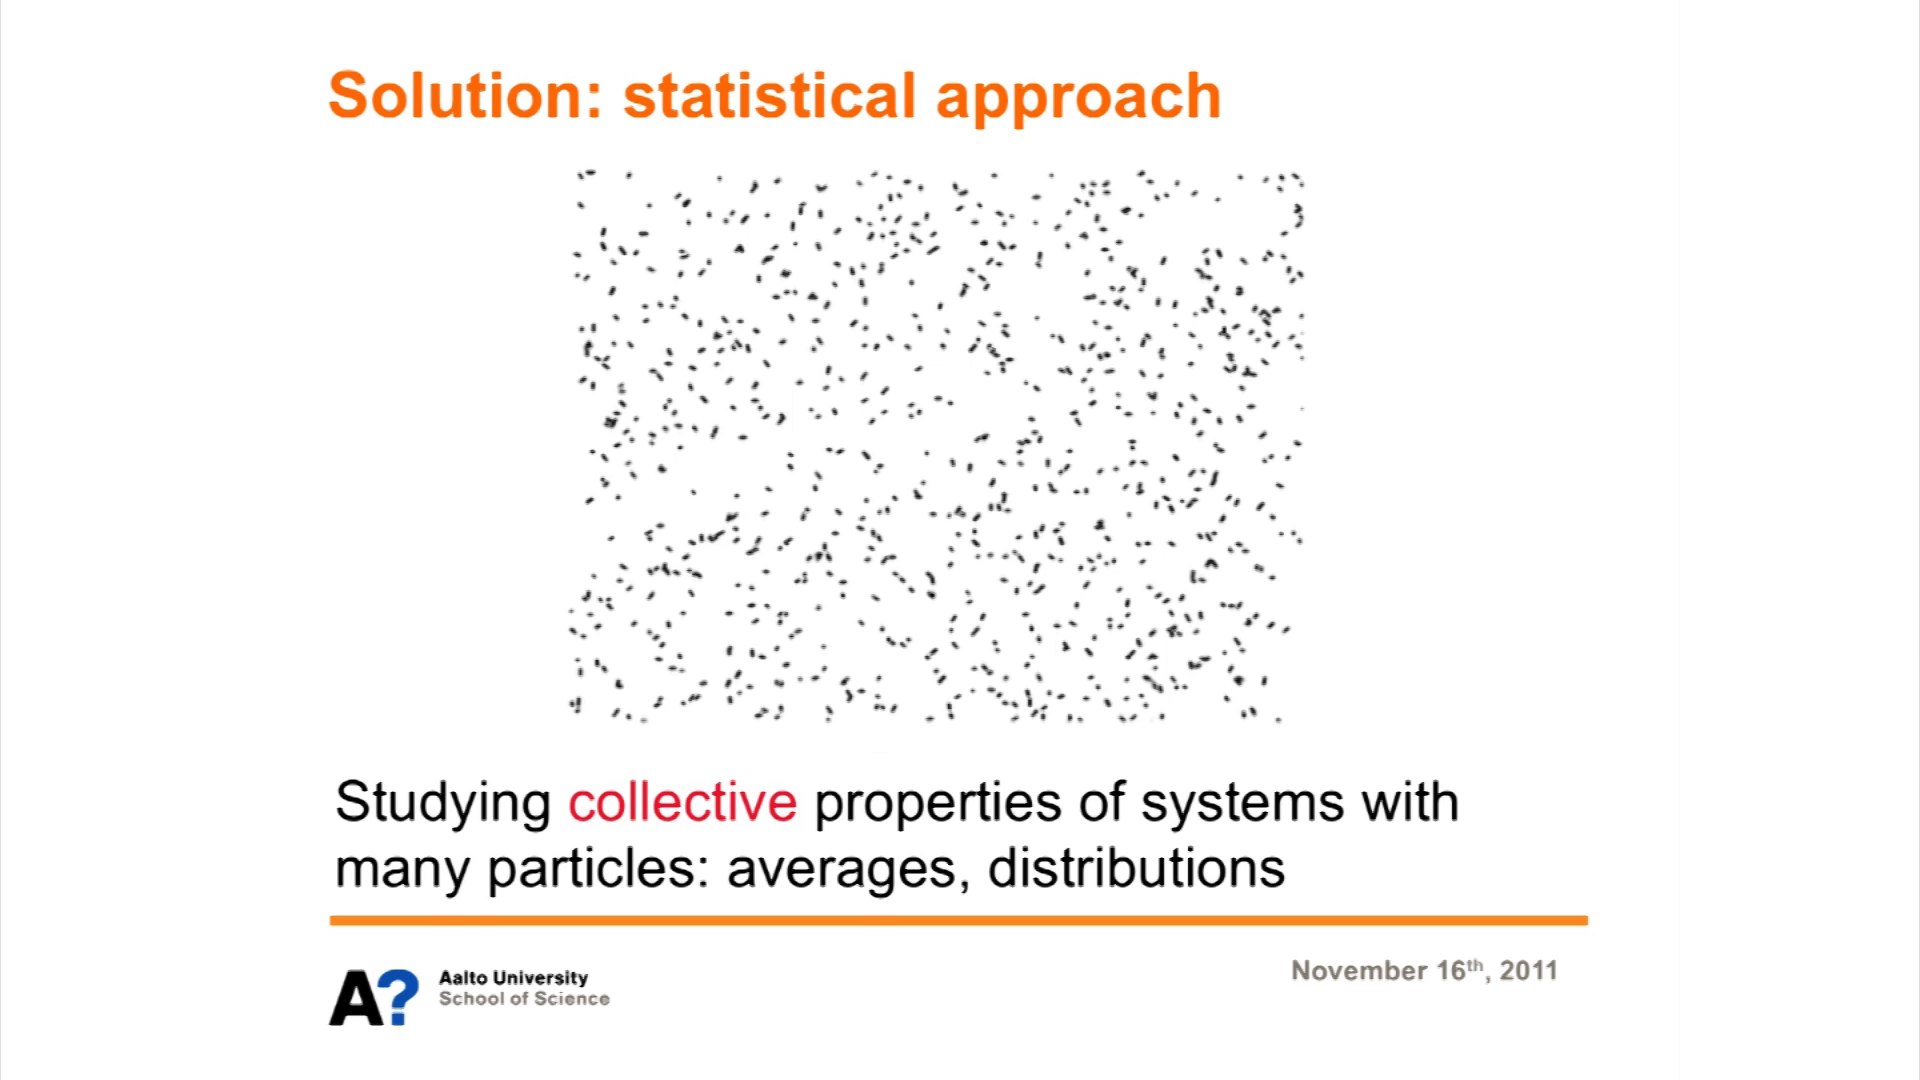 Solution: statistical approach
Studying collective properties of systems with
many particles: averages, distributions
A?
Aalto University
School of Science
November 16th, 2011